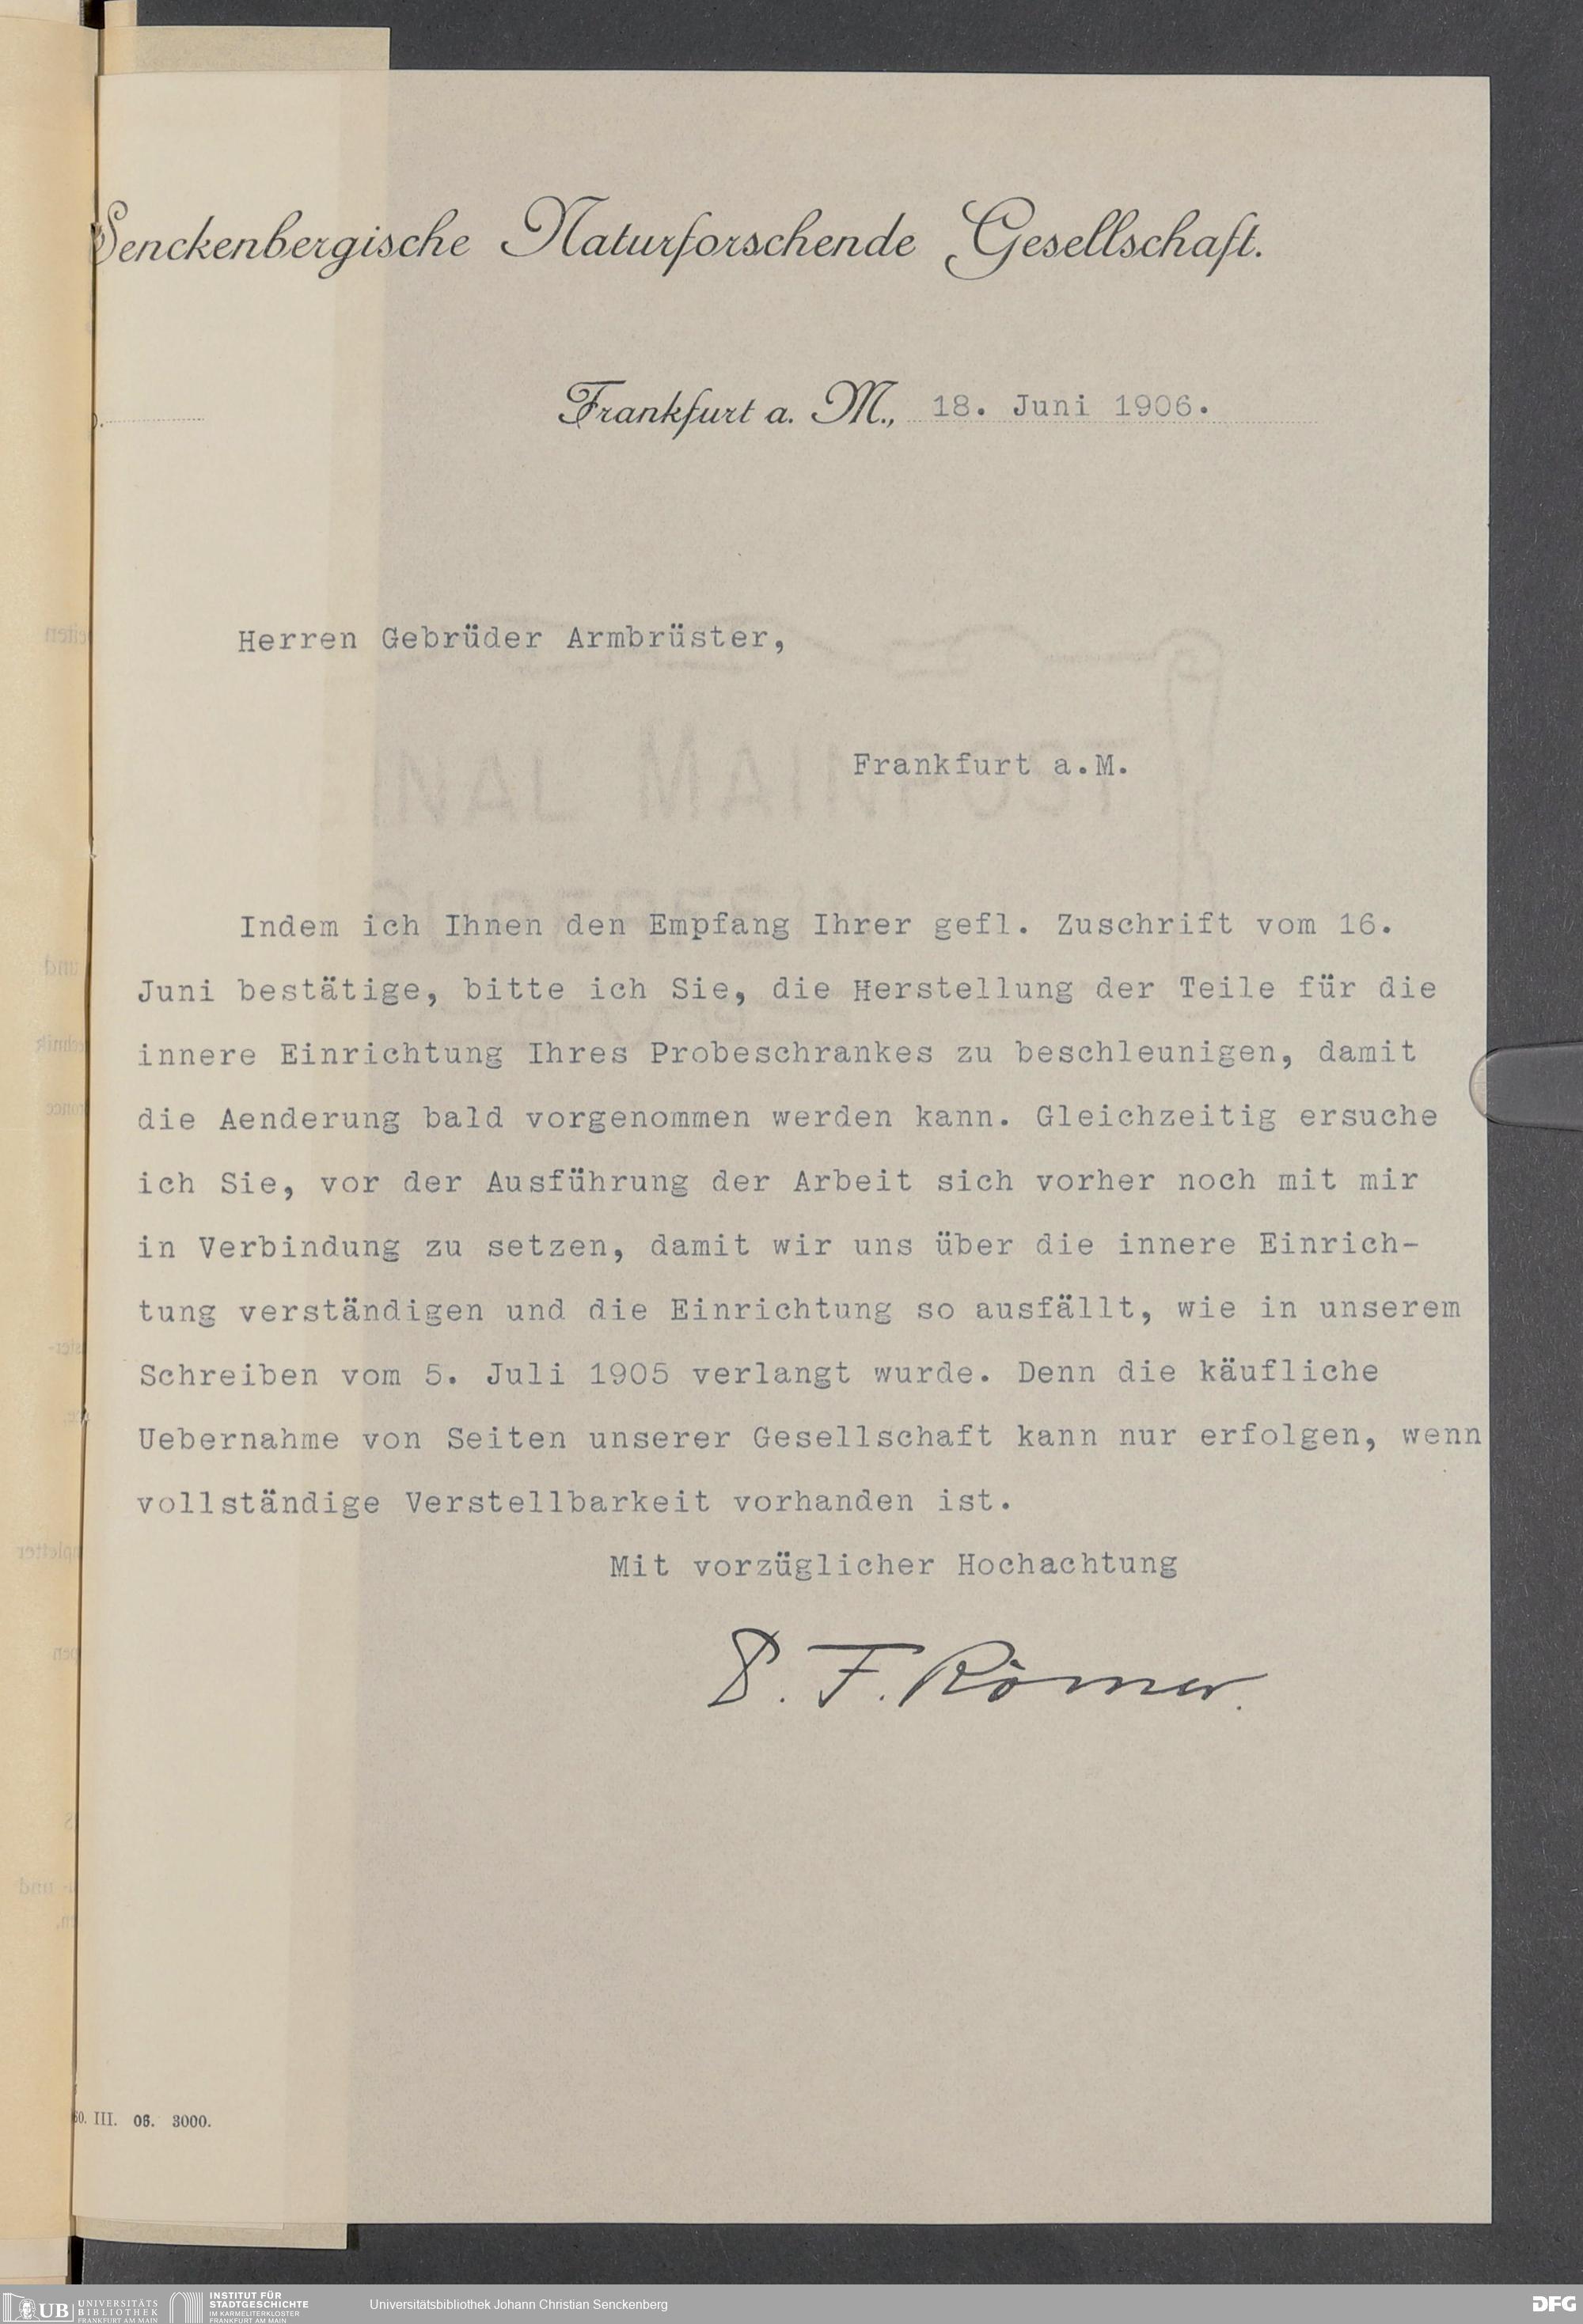 Senckenbergische Naturforschende Gesellschaft.
Frankfurt a. M., 18. Juni 1906.
Herren Gebrüder Armbrüster,
Frankfurt a.M.
Indem ich Ihnen den Empfang Ihrer gefl. Zuschrift vom 16.
Juni bestätige, bitte ich Sie, die Herstellung der Teile für die
innere Einrichtung Ihres Probeschrankes zu beschleunigen, damit
die Aenderung bald vorgenommen werden kann. Gleichzeitig ersuche
ich Sie, vor der Ausführung der Arbeit sich vorher noch mit mir
in Verbindung zu setzen, damit wir uns über die innere Einrich-
tung verständigen und die Einrichtung so ausfällt, wie in unserem
Schreiben vom 5. Juli 1905 verlangt wurde. Denn die käufliche
Uebernahme von Seiten unserer Gesellschaft kann nur erfolgen, wenn
vollständige Verstellbarkeit vorhanden ist.
Mit vorzüglicher Hochachtung
F. Römer.
III. 06. 3000.
UB UNIVERSITÄTS BIBLIOTHEK FRANKFURT AM MAIN
INSTITUT FÜR STADTGESCHICHTE IM KARMELITERKLOSTER FRANKFURT AM MAIN
Universitätsbibliothek Johann Christian Senckenberg
DFG